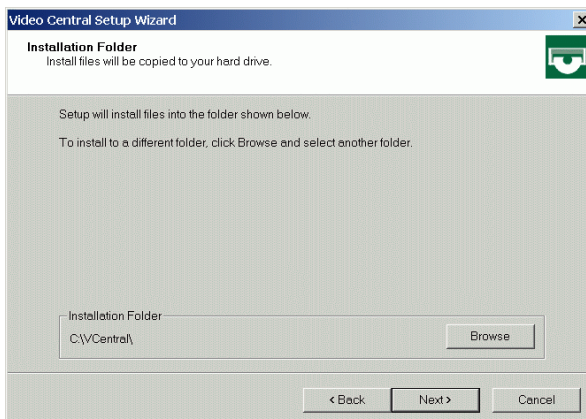 Video Central Setup Wizard
Installation Folder
Install files will be copied to your hard drive.
Setup will install files into the folder shown below.
To install to a different folder, click Browse and select another folder.
Installation Folder
C:\VCentral\
Browse
< Back
Next >
Cancel